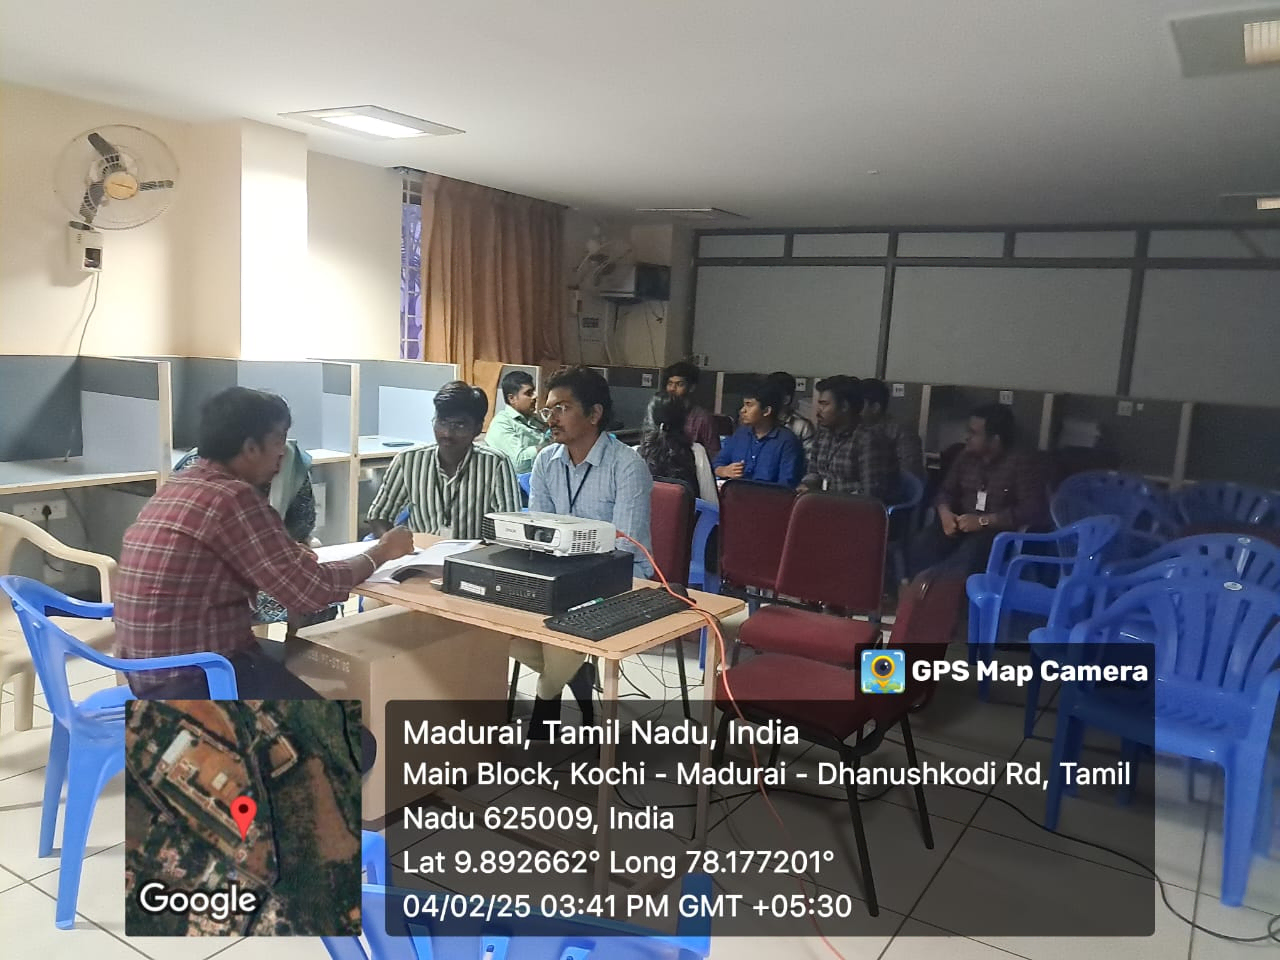 GPS Map Camera
Madurai, Tamil Nadu, India
Main Block, Kochi - Madurai - Dhanushkodi Rd, Tamil
Nadu 625009, India
Lat 9.892662° Long 78.177201°
04/02/25 03:41 PM GMT +05:30
Google